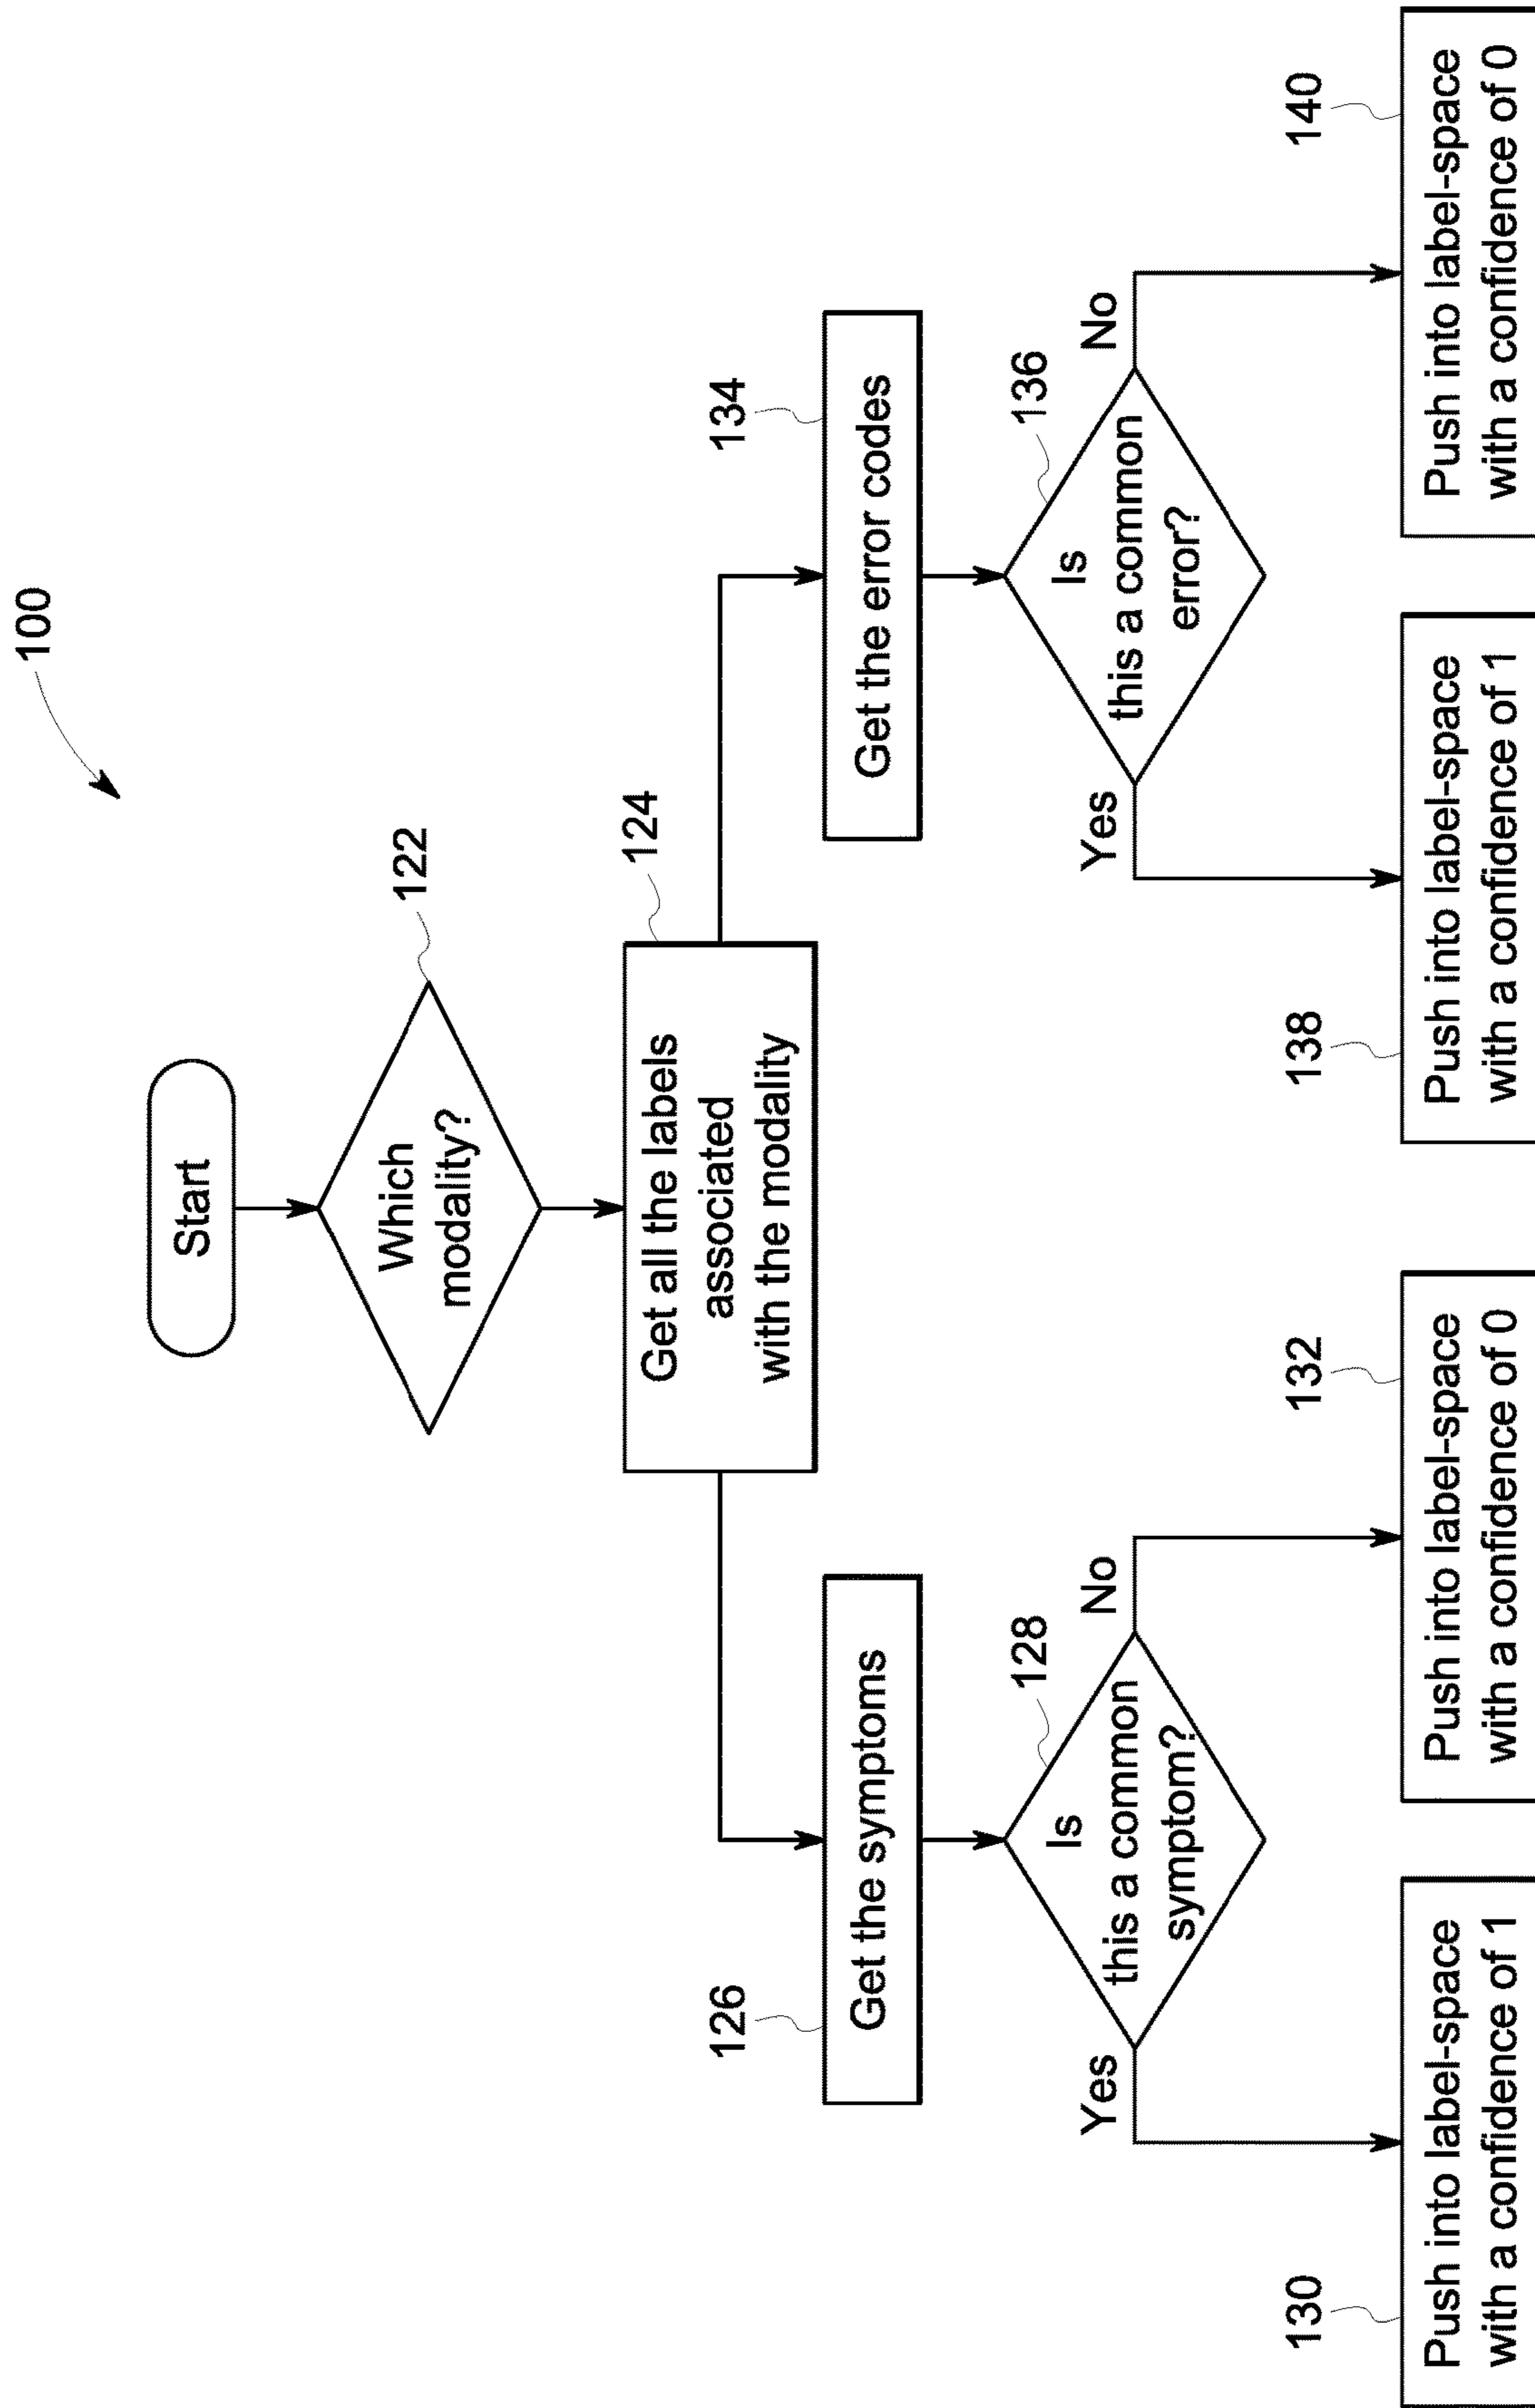 100
Start
Which
modality?
122
Get all the labels
associated
with the modality
124
126
Get the symptoms
134
Get the error codes
Is
this a common
symptom?
128
Yes
No
Is
this a common
error?
136
Yes
No
130
Push into label-space
with a confidence of 1
132
Push into label-space
with a confidence of 0
138
Push into label-space
with a confidence of 1
140
Push into label-space
with a confidence of 0